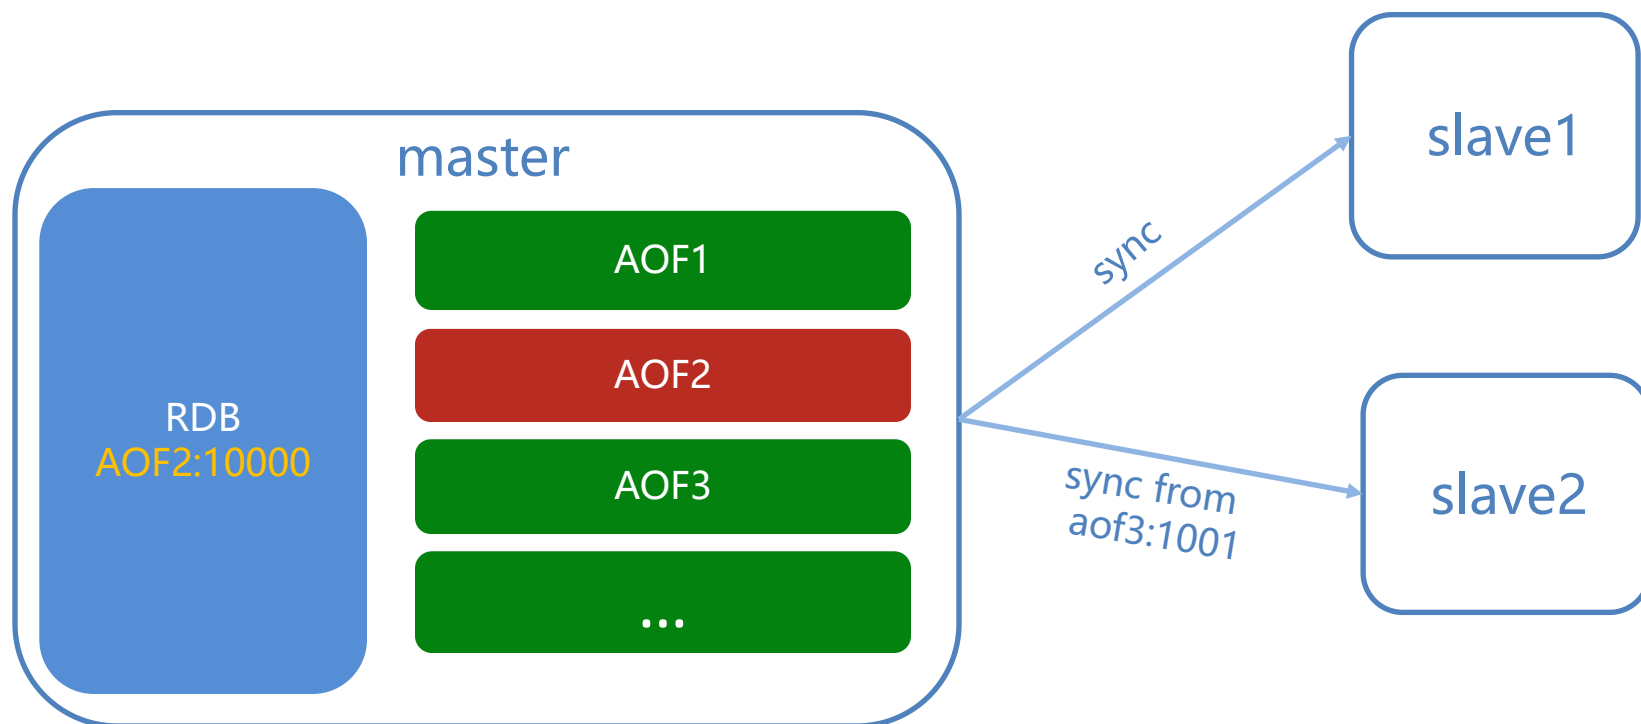 master
RDB
AOF2:10000
AOF1
AOF2
AOF3
...
sync
sync from
aof3:1001
slave1
slave2